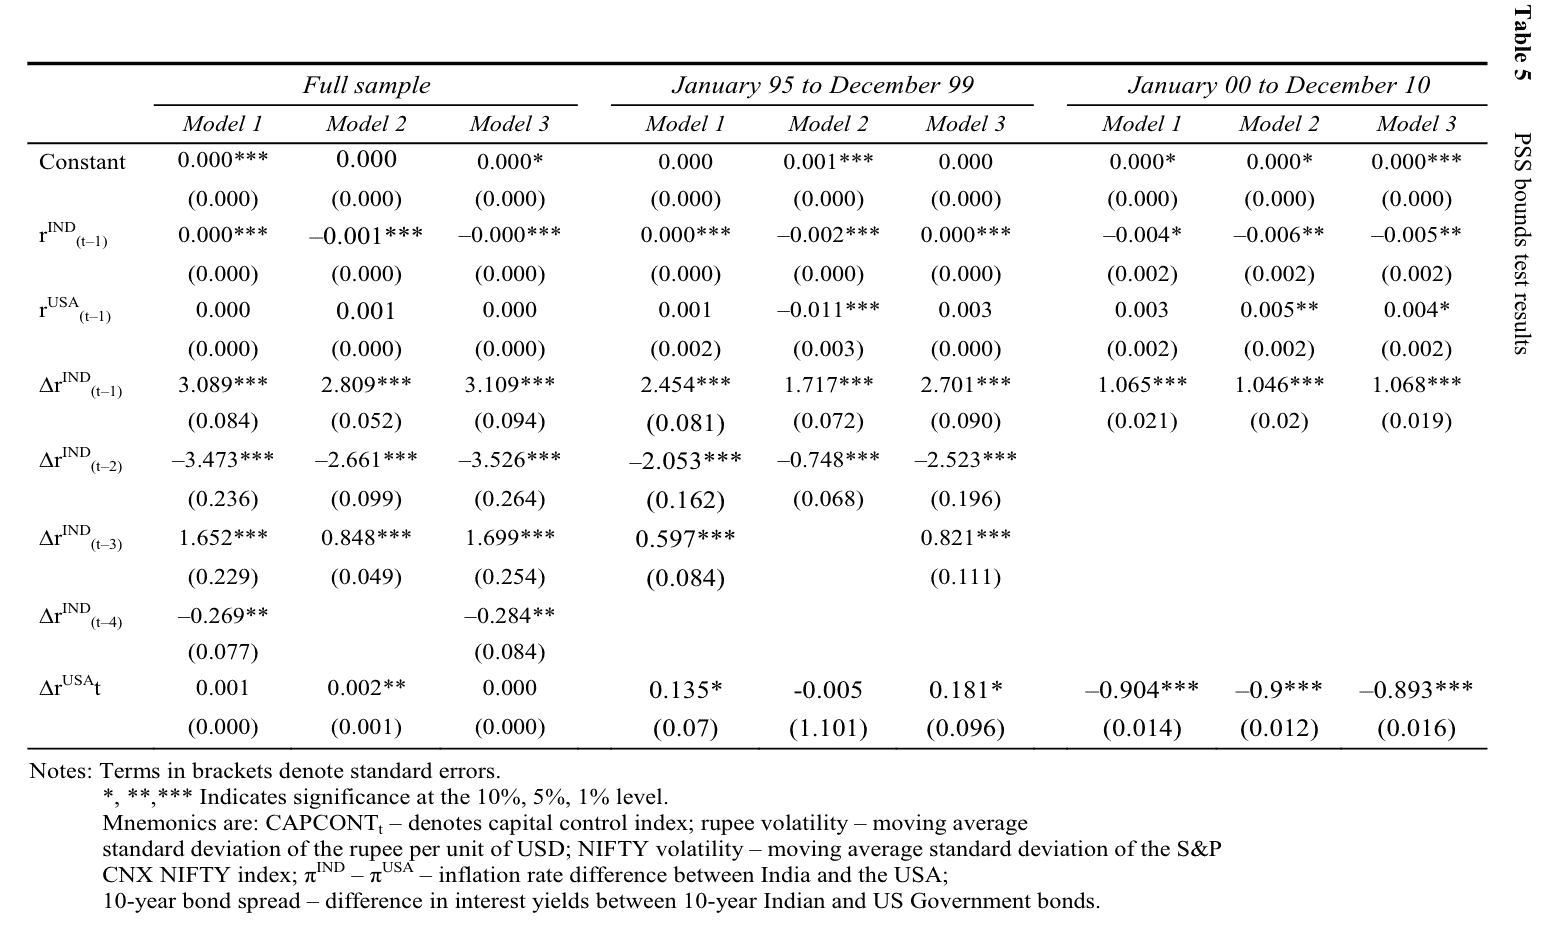 Table 5 PSS bounds test results
Full sample January 95 to December 99 January 00 to December 10
Model 1 Model 2 Model 3 Model 1 Model 2 Model 3 Model 1 Model 2 Model 3
Constant 0.000*** 0.000 0.000* 0.000 0.001*** 0.000 0.000* 0.000* 0.000***
(0.000) (0.000) (0.000) (0.000) (0.000) (0.000) (0.000) (0.000) (0.000)
rIND(t–1) 0.000*** –0.001*** –0.000*** 0.000*** –0.002*** 0.000*** –0.004* –0.006** –0.005**
(0.000) (0.000) (0.000) (0.000) (0.000) (0.000) (0.002) (0.002) (0.002)
rUSA(t–1) 0.000 0.001 0.000 0.001 –0.011*** 0.003 0.003 0.005** 0.004*
(0.000) (0.000) (0.000) (0.002) (0.003) (0.000) (0.002) (0.002) (0.002)
ΔrIND(t–1) 3.089*** 2.809*** 3.109*** 2.454*** 1.717*** 2.701*** 1.065*** 1.046*** 1.068***
(0.084) (0.052) (0.094) (0.081) (0.072) (0.090) (0.021) (0.02) (0.019)
ΔrIND(t–2) –3.473*** –2.661*** –3.526*** –2.053*** –0.748*** –2.523***
(0.236) (0.099) (0.264) (0.162) (0.068) (0.196)
ΔrIND(t–3) 1.652*** 0.848*** 1.699*** 0.597*** 0.821***
(0.229) (0.049) (0.254) (0.084) (0.111)
ΔrIND(t–4) –0.269** –0.284**
(0.077) (0.084)
ΔrUSAt 0.001 0.002** 0.000 0.135* -0.005 0.181* –0.904*** –0.9*** –0.893***
(0.000) (0.001) (0.000) (0.07) (1.101) (0.096) (0.014) (0.012) (0.016)
Notes: Terms in brackets denote standard errors.
*, **,*** Indicates significance at the 10%, 5%, 1% level.
Mnemonics are: CAPCONTt – denotes capital control index; rupee volatility – moving average
standard deviation of the rupee per unit of USD; NIFTY volatility – moving average standard deviation of the S&P
CNX NIFTY index; πIND – πUSA – inflation rate difference between India and the USA;
10-year bond spread – difference in interest yields between 10-year Indian and US Government bonds.